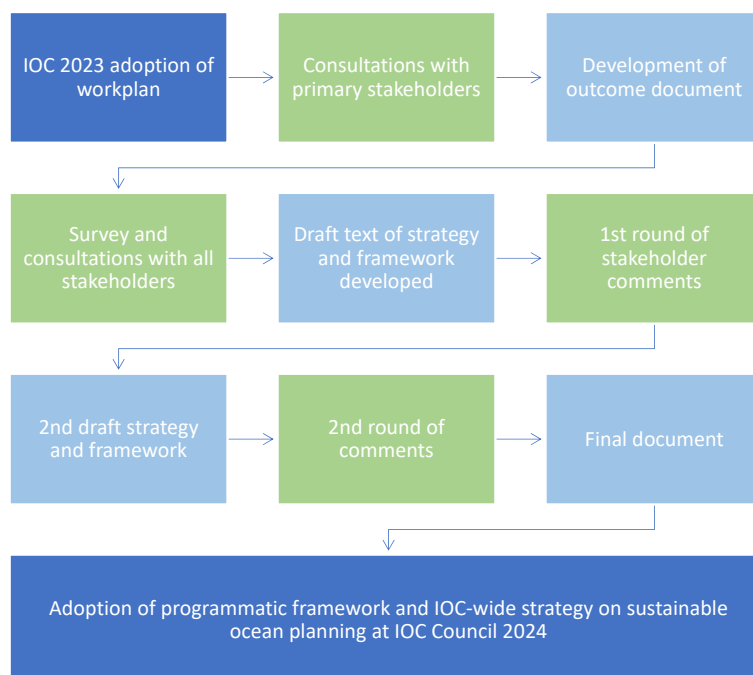 IOC 2023 adoption of
workplan
Consultations with
primary stakeholders
Development of
outcome document
Survey and
consultations with all
stakeholders
Draft text of strategy
and framework
developed
1st round of
stakeholder
comments
2nd draft strategy
and framework
2nd round of
comments
Final document
Adoption of programmatic framework and IOC-wide strategy on sustainable
ocean planning at IOC Council 2024